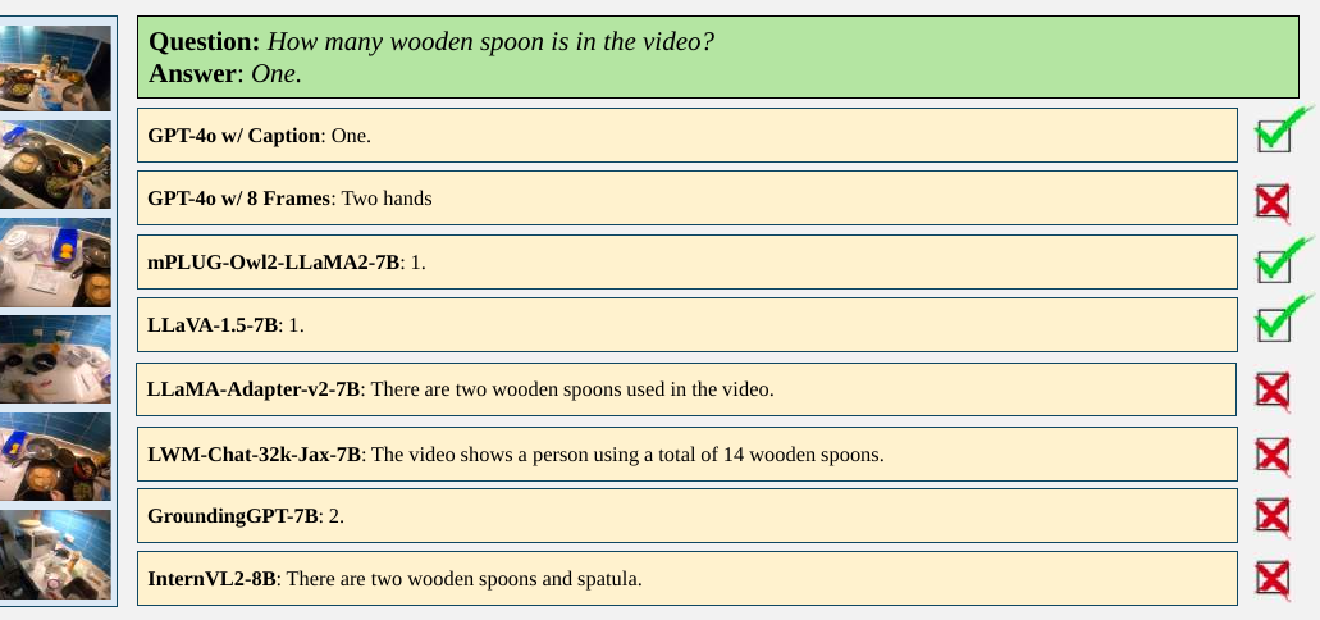 Question: How many wooden spoon is in the video?
Answer: One.
GPT-4o w/ Caption: One.
GPT-4o w/ 8 Frames: Two hands
mPLUG-Owl2-LLaMA2-7B: 1.
LLaVA-1.5-7B: 1.
LLaMA-Adapter-v2-7B: There are two wooden spoons used in the video.
LWM-Chat-32k-Jax-7B: The video shows a person using a total of 14 wooden spoons.
GroundingGPT-7B: 2.
InternVL2-8B: There are two wooden spoons and spatula.